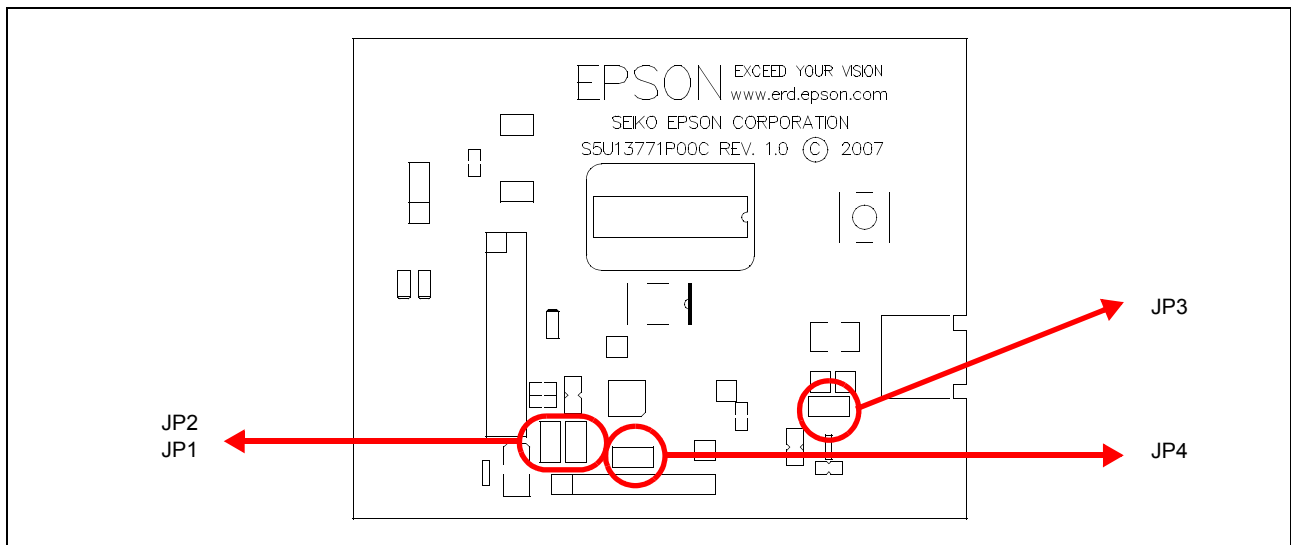 EPSON EXCEED YOUR VISION
www.erd.epson.com
SEIKO EPSON CORPORATION
S5U13771P00C REV. 1.0 © 2007
JP3
JP2
JP1
JP4